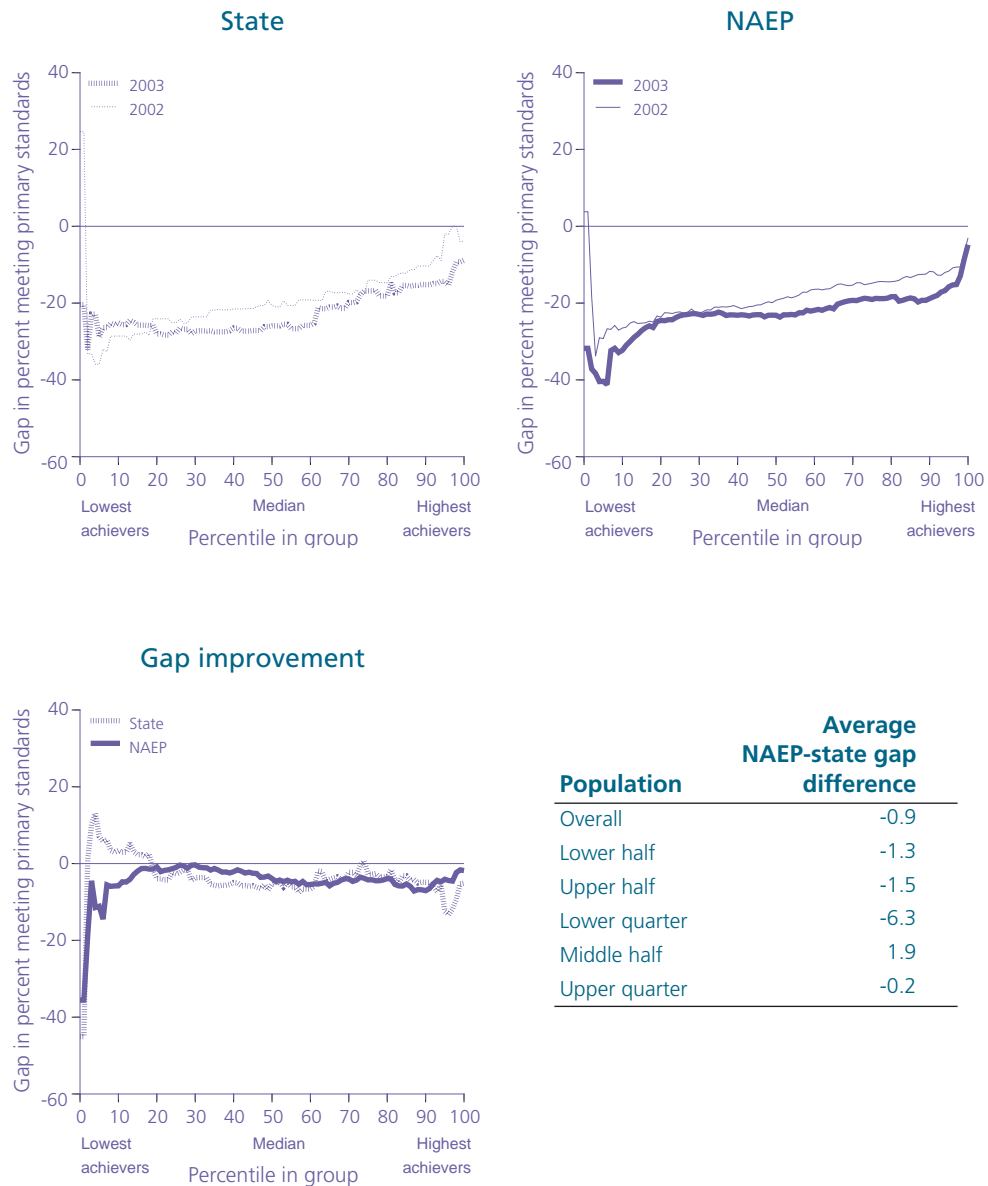 State
Gap in percent meeting primary standards
2003
2002
40
20
0
-20
-40
-60
0 10 20 30 40 50 60 70 80 90 100
Lowest achievers
Median
Highest achievers
Percentile in group
NAEP
Gap in percent meeting primary standards
2003
2002
40
20
0
-20
-40
-60
0 10 20 30 40 50 60 70 80 90 100
Lowest achievers
Median
Highest achievers
Percentile in group
Gap improvement
Gap in percent meeting primary standards
State
NAEP
40
20
0
-20
-40
-60
0 10 20 30 40 50 60 70 80 90 100
Lowest achievers
Median
Highest achievers
Percentile in group
Population Average NAEP-state gap difference
Overall -0.9
Lower half -1.3
Upper half -1.5
Lower quarter -6.3
Middle half 1.9
Upper quarter -0.2